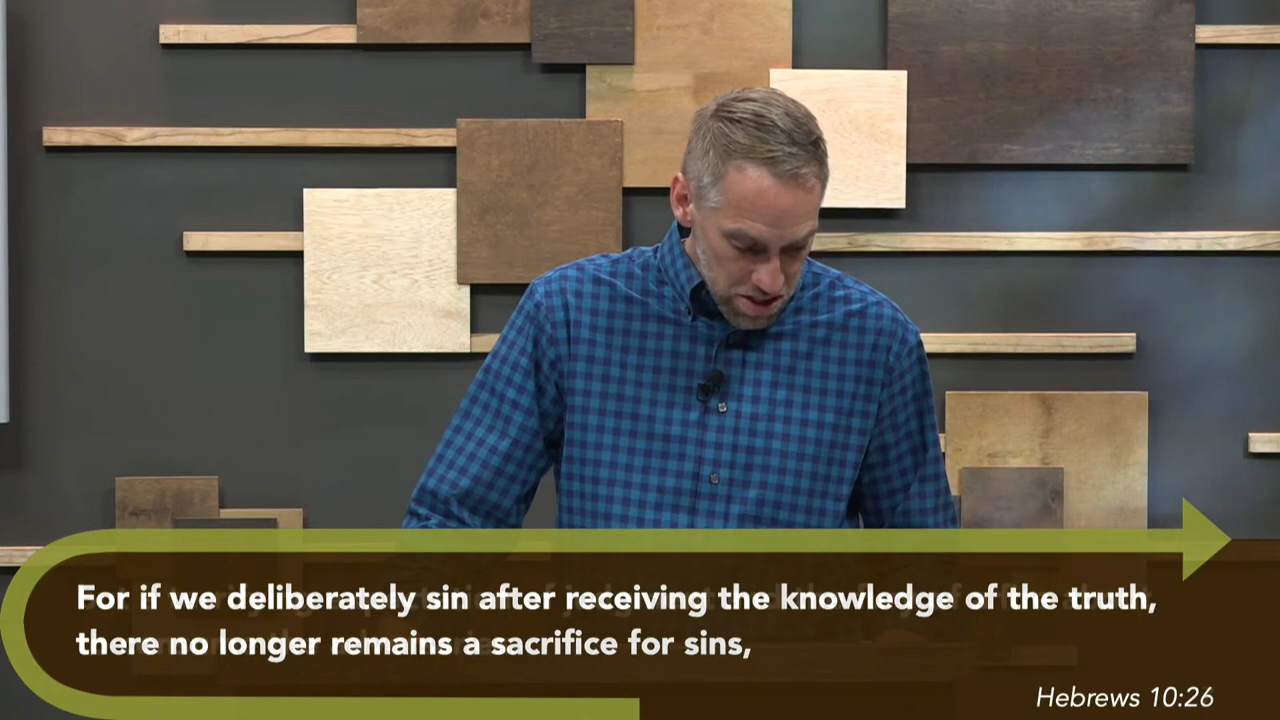 For if we deliberately sin after receiving the knowledge of the truth,
there no longer remains a sacrifice for sins,
Hebrews 10:26